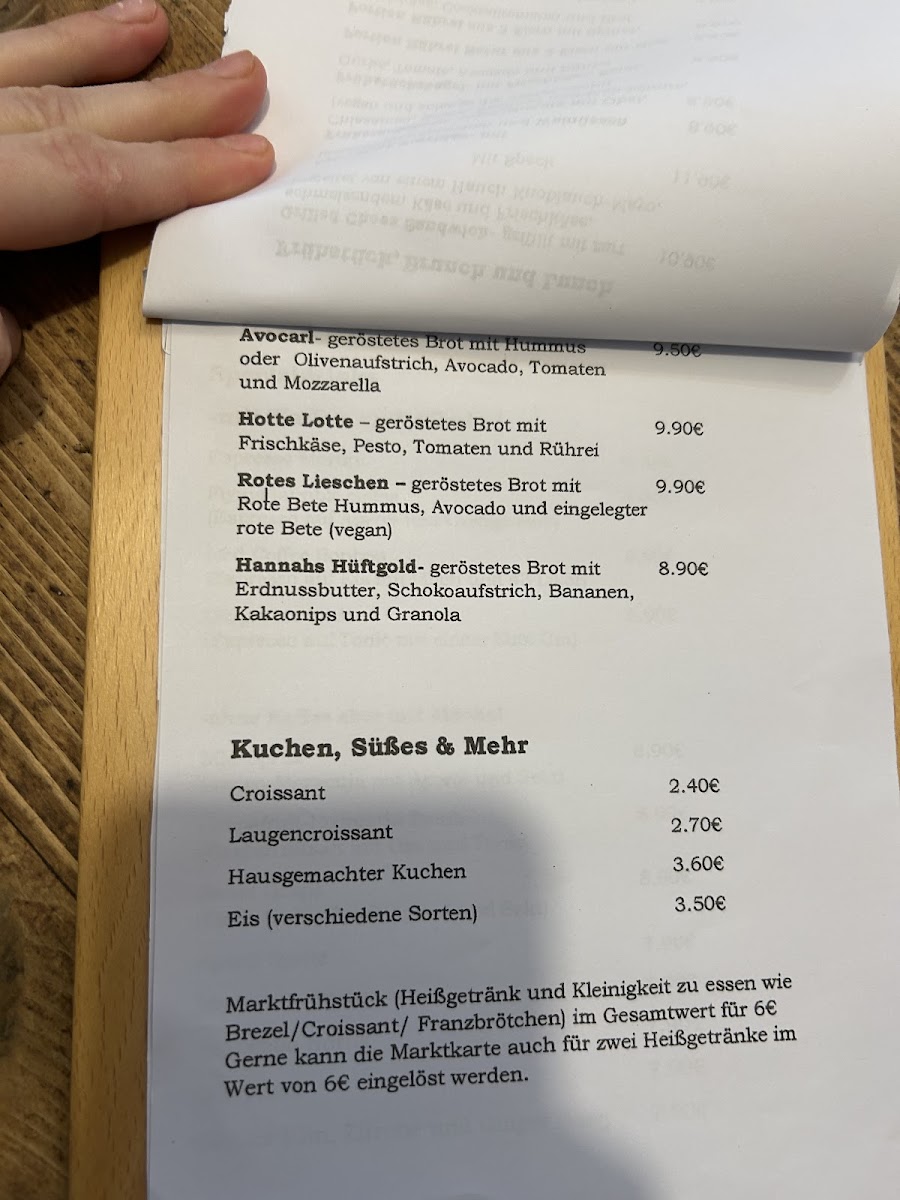 Avocarl- geröstetes Brot mit Hummus 9.50€
oder Olivenaufstrich, Avocado, Tomaten
und Mozzarella
Hotte Lotte – geröstetes Brot mit 9.90€
Frischkäse, Pesto, Tomaten und Rührei
Rotes Lieschen – geröstetes Brot mit 9.90€
Rote Bete Hummus, Avocado und eingelegter
rote Bete (vegan)
Hannahs Hüftgold- geröstetes Brot mit 8.90€
Erdnussbutter, Schokoaufstrich, Bananen,
Kakaonips und Granola
Kuchen, Süßes & Mehr
Croissant 2.40€
Laugencroissant 2.70€
Hausgemachter Kuchen 3.60€
Eis (verschiedene Sorten) 3.50€
Marktfrühstück (Heißgetränk und Kleinigkeit zu essen wie
Brezel/Croissant/ Franzbrötchen) im Gesamtwert für 6€
Gerne kann die Marktkarte auch für zwei Heißgetränke im
Wert von 6€ eingelöst werden.